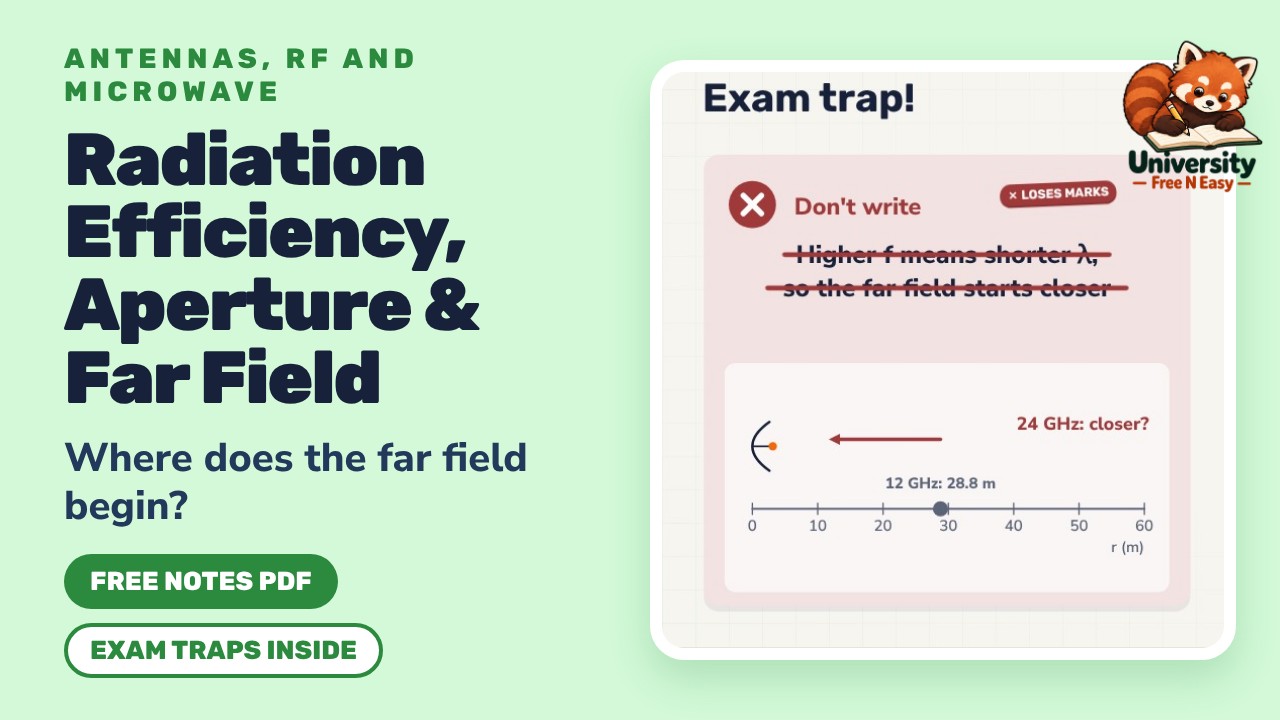 ANTENNAS, RF AND
MICROWAVE
Radiation
Efficiency,
Aperture &
Far Field
Where does the far field
begin?
FREE NOTES PDF
EXAM TRAPS INSIDE
Exam trap!
Don't write
× LOSES MARKS
Higher f means shorter λ,
so the far field starts closer
24 GHz: closer?
12 GHz: 28.8 m
0 10 20 30 40 50 60
r (m)
University
Free N Easy